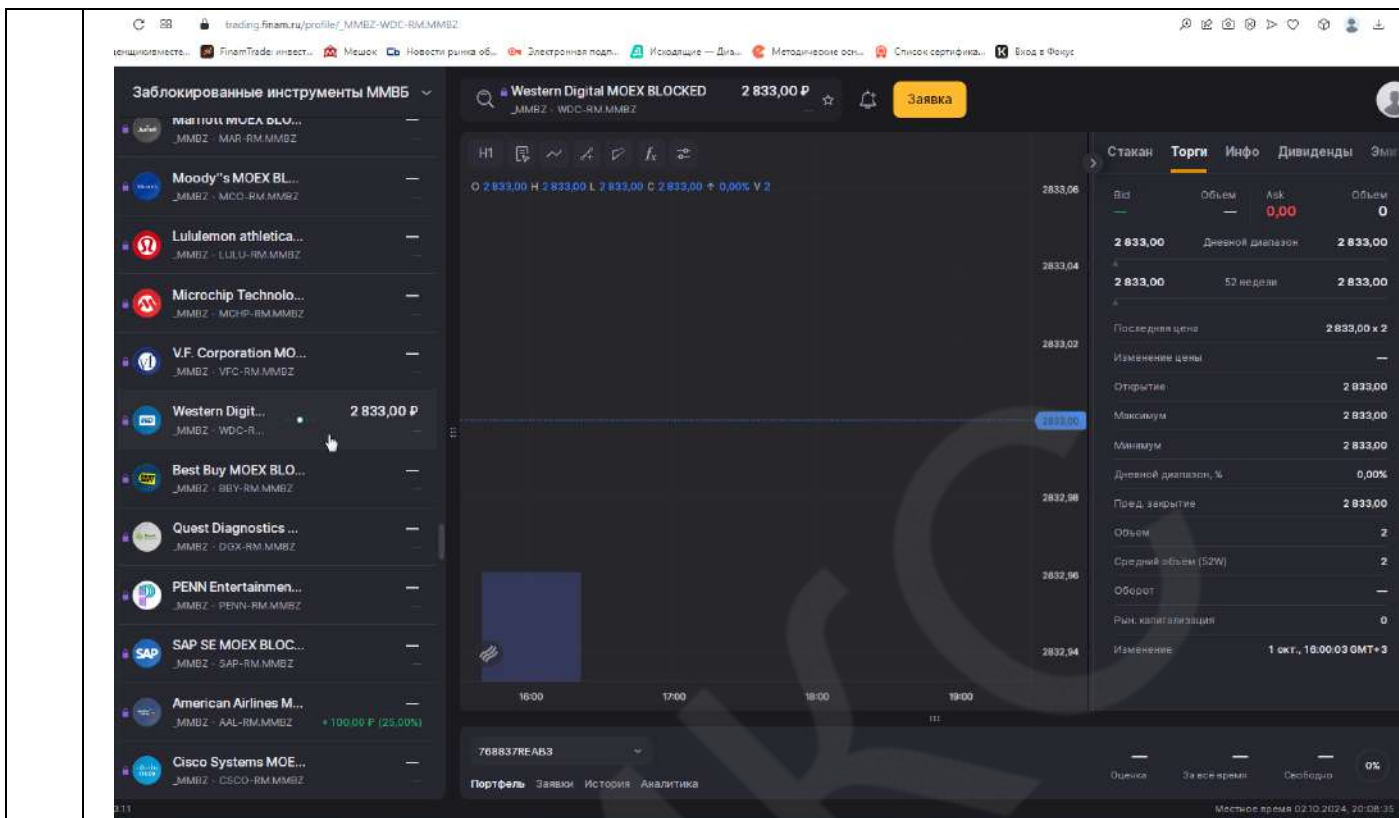 trading.finam.ru/profile/_MMBZ-WDC-RM.MMBZ
FinamTrade: инвест... Мешок Cb Новости рынка об... Электронная подп... Исходящие — Диа... Методические осн... Список сертифика... K Вход в Фокус
Заблокированные инструменты ММВБ
Western Digital MOEX BLOCKED 2 833,00 ₽
_MMBZ · WDC-RM.MMBZ —
Заявка
Marriott MOEX BLO... —
_MMBZ · MAR-RM.MMBZ —
Moody"s MOEX BL... —
_MMBZ · MCO-RM.MMBZ —
Lululemon athletica... —
_MMBZ · LULU-RM.MMBZ —
Microchip Technolo... —
_MMBZ · MCHP-RM.MMBZ —
V.F. Corporation MO... —
_MMBZ · VFC-RM.MMBZ —
Western Digit... 2 833,00 ₽
_MMBZ · WDC-R... —
Best Buy MOEX BLO... —
_MMBZ · BBY-RM.MMBZ —
Quest Diagnostics ... —
_MMBZ · DGX-RM.MMBZ —
PENN Entertainmen... —
_MMBZ · PENN-RM.MMBZ —
SAP
SAP SE MOEX BLOC... —
_MMBZ · SAP-RM.MMBZ —
American Airlines M... —
_MMBZ · AAL-RM.MMBZ +100,00 ₽ (25,00%)
Cisco Systems MOE... —
_MMBZ · CSCO-RM.MMBZ —
H1 fx
O 2 833,00 H 2 833,00 L 2 833,00 C 2 833,00 0,00% V 2
2833,06
2833,04
2833,02
2833,00
2832,98
2832,96
2832,94
16:00 17:00 18:00 19:00
Стакан Торги Инфо Дивиденды Эми
Bid Объем Ask Объем
— — 0,00 0
2 833,00 Дневной диапазон 2 833,00
2 833,00 52 недели 2 833,00
Последняя цена 2 833,00 x 2
Изменение цены —
Открытие 2 833,00
Максимум 2 833,00
Минимум 2 833,00
Дневной диапазон, % 0,00%
Пред. закрытие 2 833,00
Объем 2
Средний объем (52W) 2
Оборот —
Рын. капитализация 0
Изменение 1 окт., 16:00:03 GMT+3
768837REAB3
Портфель Заявки История Аналитика
— — — 0%
Оценка За всё время Свободно
3.11
Местное время 02.10.2024, 20:08:35